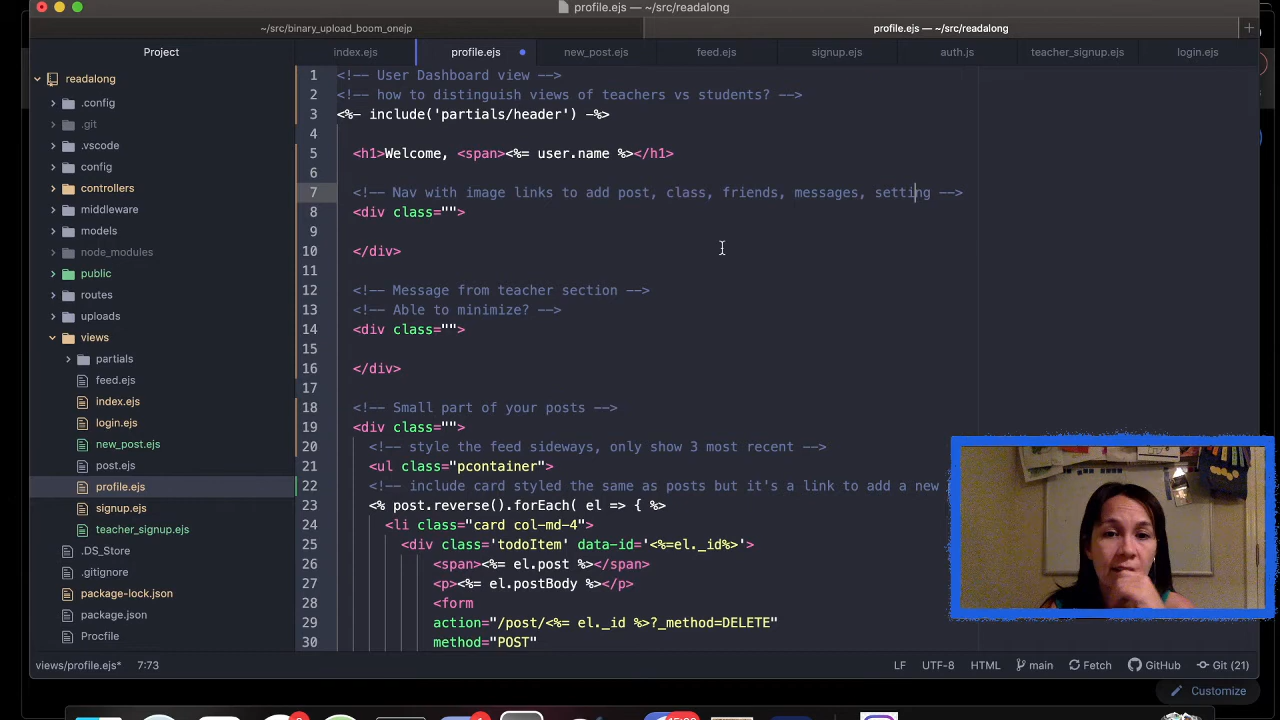 profile.ejs — ~/src/readalong
~/src/binary_upload_boom_onejp
profile.ejs — ~/src/readalong
Project
index.ejs
profile.ejs
new_post.ejs
feed.ejs
signup.ejs
auth.js
teacher_signup.ejs
login.ejs
readalong
.config
.git
.vscode
config
controllers
middleware
models
node_modules
public
routes
uploads
views
partials
feed.ejs
index.ejs
login.ejs
new_post.ejs
post.ejs
profile.ejs
signup.ejs
teacher_signup.ejs
.DS_Store
.gitignore
package-lock.json
package.json
Procfile
1 <!-- User Dashboard view -->
2 <!-- how to distinguish views of teachers vs students? -->
3 <%- include('partials/header') -%>
4
5 <h1>Welcome, <span><%= user.name %></h1>
6
7 <!-- Nav with image links to add post, class, friends, messages, setting -->
8 <div class="">
9
10 </div>
11
12 <!-- Message from teacher section -->
13 <!-- Able to minimize? -->
14 <div class="">
15
16 </div>
17
18 <!-- Small part of your posts -->
19 <div class="">
20 <!-- style the feed sideways, only show 3 most recent -->
21 <ul class="pcontainer">
22 <!-- include card styled the same as posts but it's a link to add a new p
23 <% post.reverse().forEach( el => { %>
24 <li class="card col-md-4">
25 <div class='todoItem' data-id='<%=el._id%>'>
26 <span><%= el.post %></span>
27 <p><%= el.postBody %></p>
28 <form
29 action="/post/<%= el._id %>?_method=DELETE"
30 method="POST"
views/profile.ejs* 7:73
LF UTF-8 HTML main Fetch GitHub Git (21)
Customize